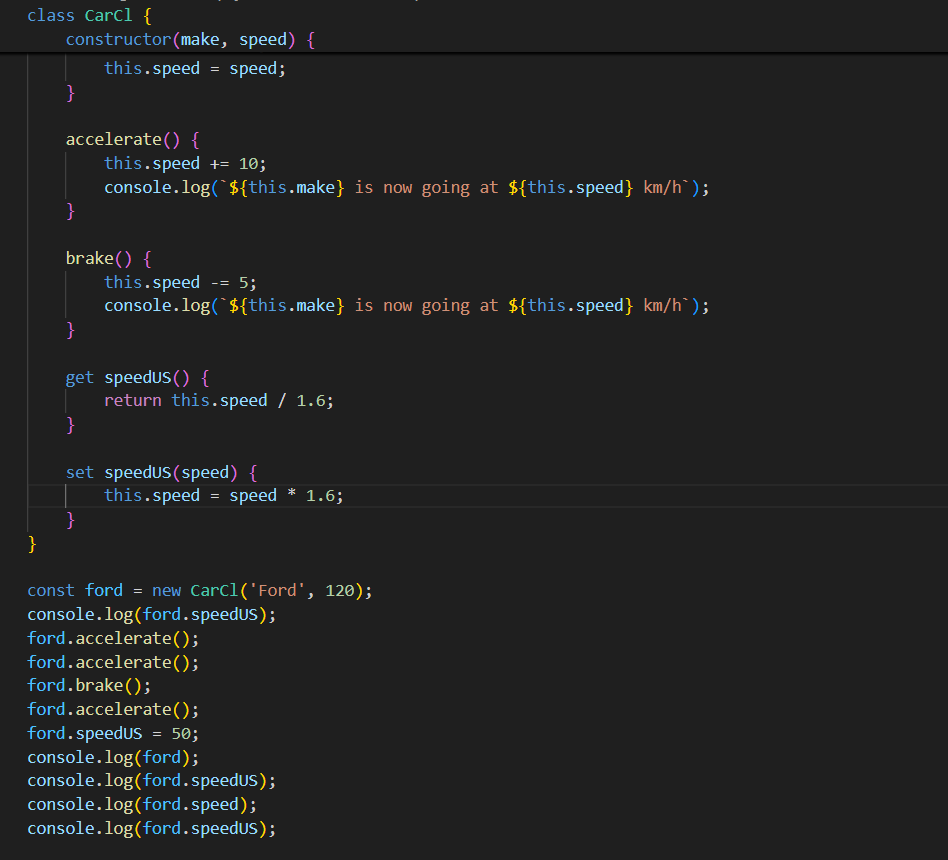 class CarCl {
    constructor(make, speed) {
        this.speed = speed;
    }

    accelerate() {
        this.speed += 10;
        console.log(`${this.make} is now going at ${this.speed} km/h`);
    }

    brake() {
        this.speed -= 5;
        console.log(`${this.make} is now going at ${this.speed} km/h`);
    }

    get speedUS() {
        return this.speed / 1.6;
    }

    set speedUS(speed) {
        this.speed = speed * 1.6;
    }
}

const ford = new CarCl('Ford', 120);
console.log(ford.speedUS);
ford.accelerate();
ford.accelerate();
ford.brake();
ford.accelerate();
ford.speedUS = 50;
console.log(ford);
console.log(ford.speedUS);
console.log(ford.speed);
console.log(ford.speedUS);